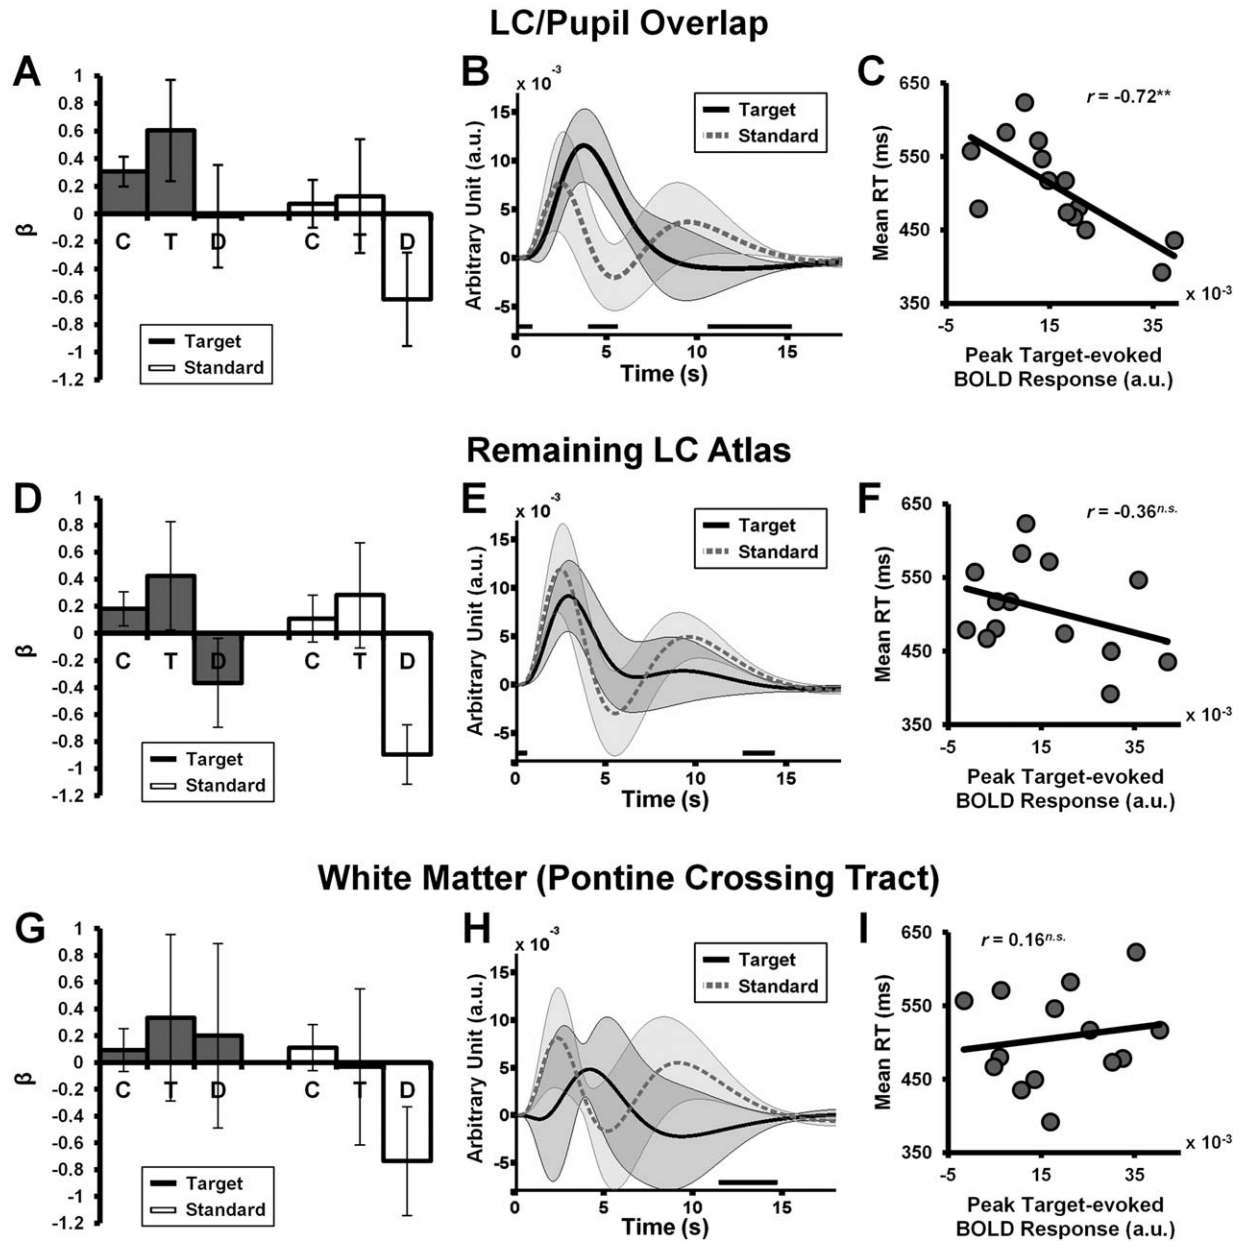 LC/Pupil Overlap
A
1
0.8
0.6
0.4
0.2
0
-0.2
-0.4
-0.6
-0.8
-1
-1.2
β
C T D C T D
Target
Standard
B
x 10⁻³
15
10
5
0
-5
Arbitrary Unit (a.u.)
Target
Standard
0 5 10 15
Time (s)
C
650
550
450
350
Mean RT (ms)
r = -0.72**
-5 15 35
x 10⁻³
Peak Target-evoked
BOLD Response (a.u.)
Remaining LC Atlas
D
1
0.8
0.6
0.4
0.2
0
-0.2
-0.4
-0.6
-0.8
-1
-1.2
β
C T D C T D
Target
Standard
E
x 10⁻³
15
10
5
0
-5
Arbitrary Unit (a.u.)
Target
Standard
0 5 10 15
Time (s)
F
650
550
450
350
Mean RT (ms)
r = -0.36ⁿ·ˢ·
-5 15 35
x 10⁻³
Peak Target-evoked
BOLD Response (a.u.)
White Matter (Pontine Crossing Tract)
G
1
0.8
0.6
0.4
0.2
0
-0.2
-0.4
-0.6
-0.8
-1
-1.2
β
C T D C T D
Target
Standard
H
x 10⁻³
15
10
5
0
-5
Arbitrary Unit (a.u.)
Target
Standard
0 5 10 15
Time (s)
I
650
550
450
350
Mean RT (ms)
r = 0.16ⁿ·ˢ·
-5 15 35
x 10⁻³
Peak Target-evoked
BOLD Response (a.u.)